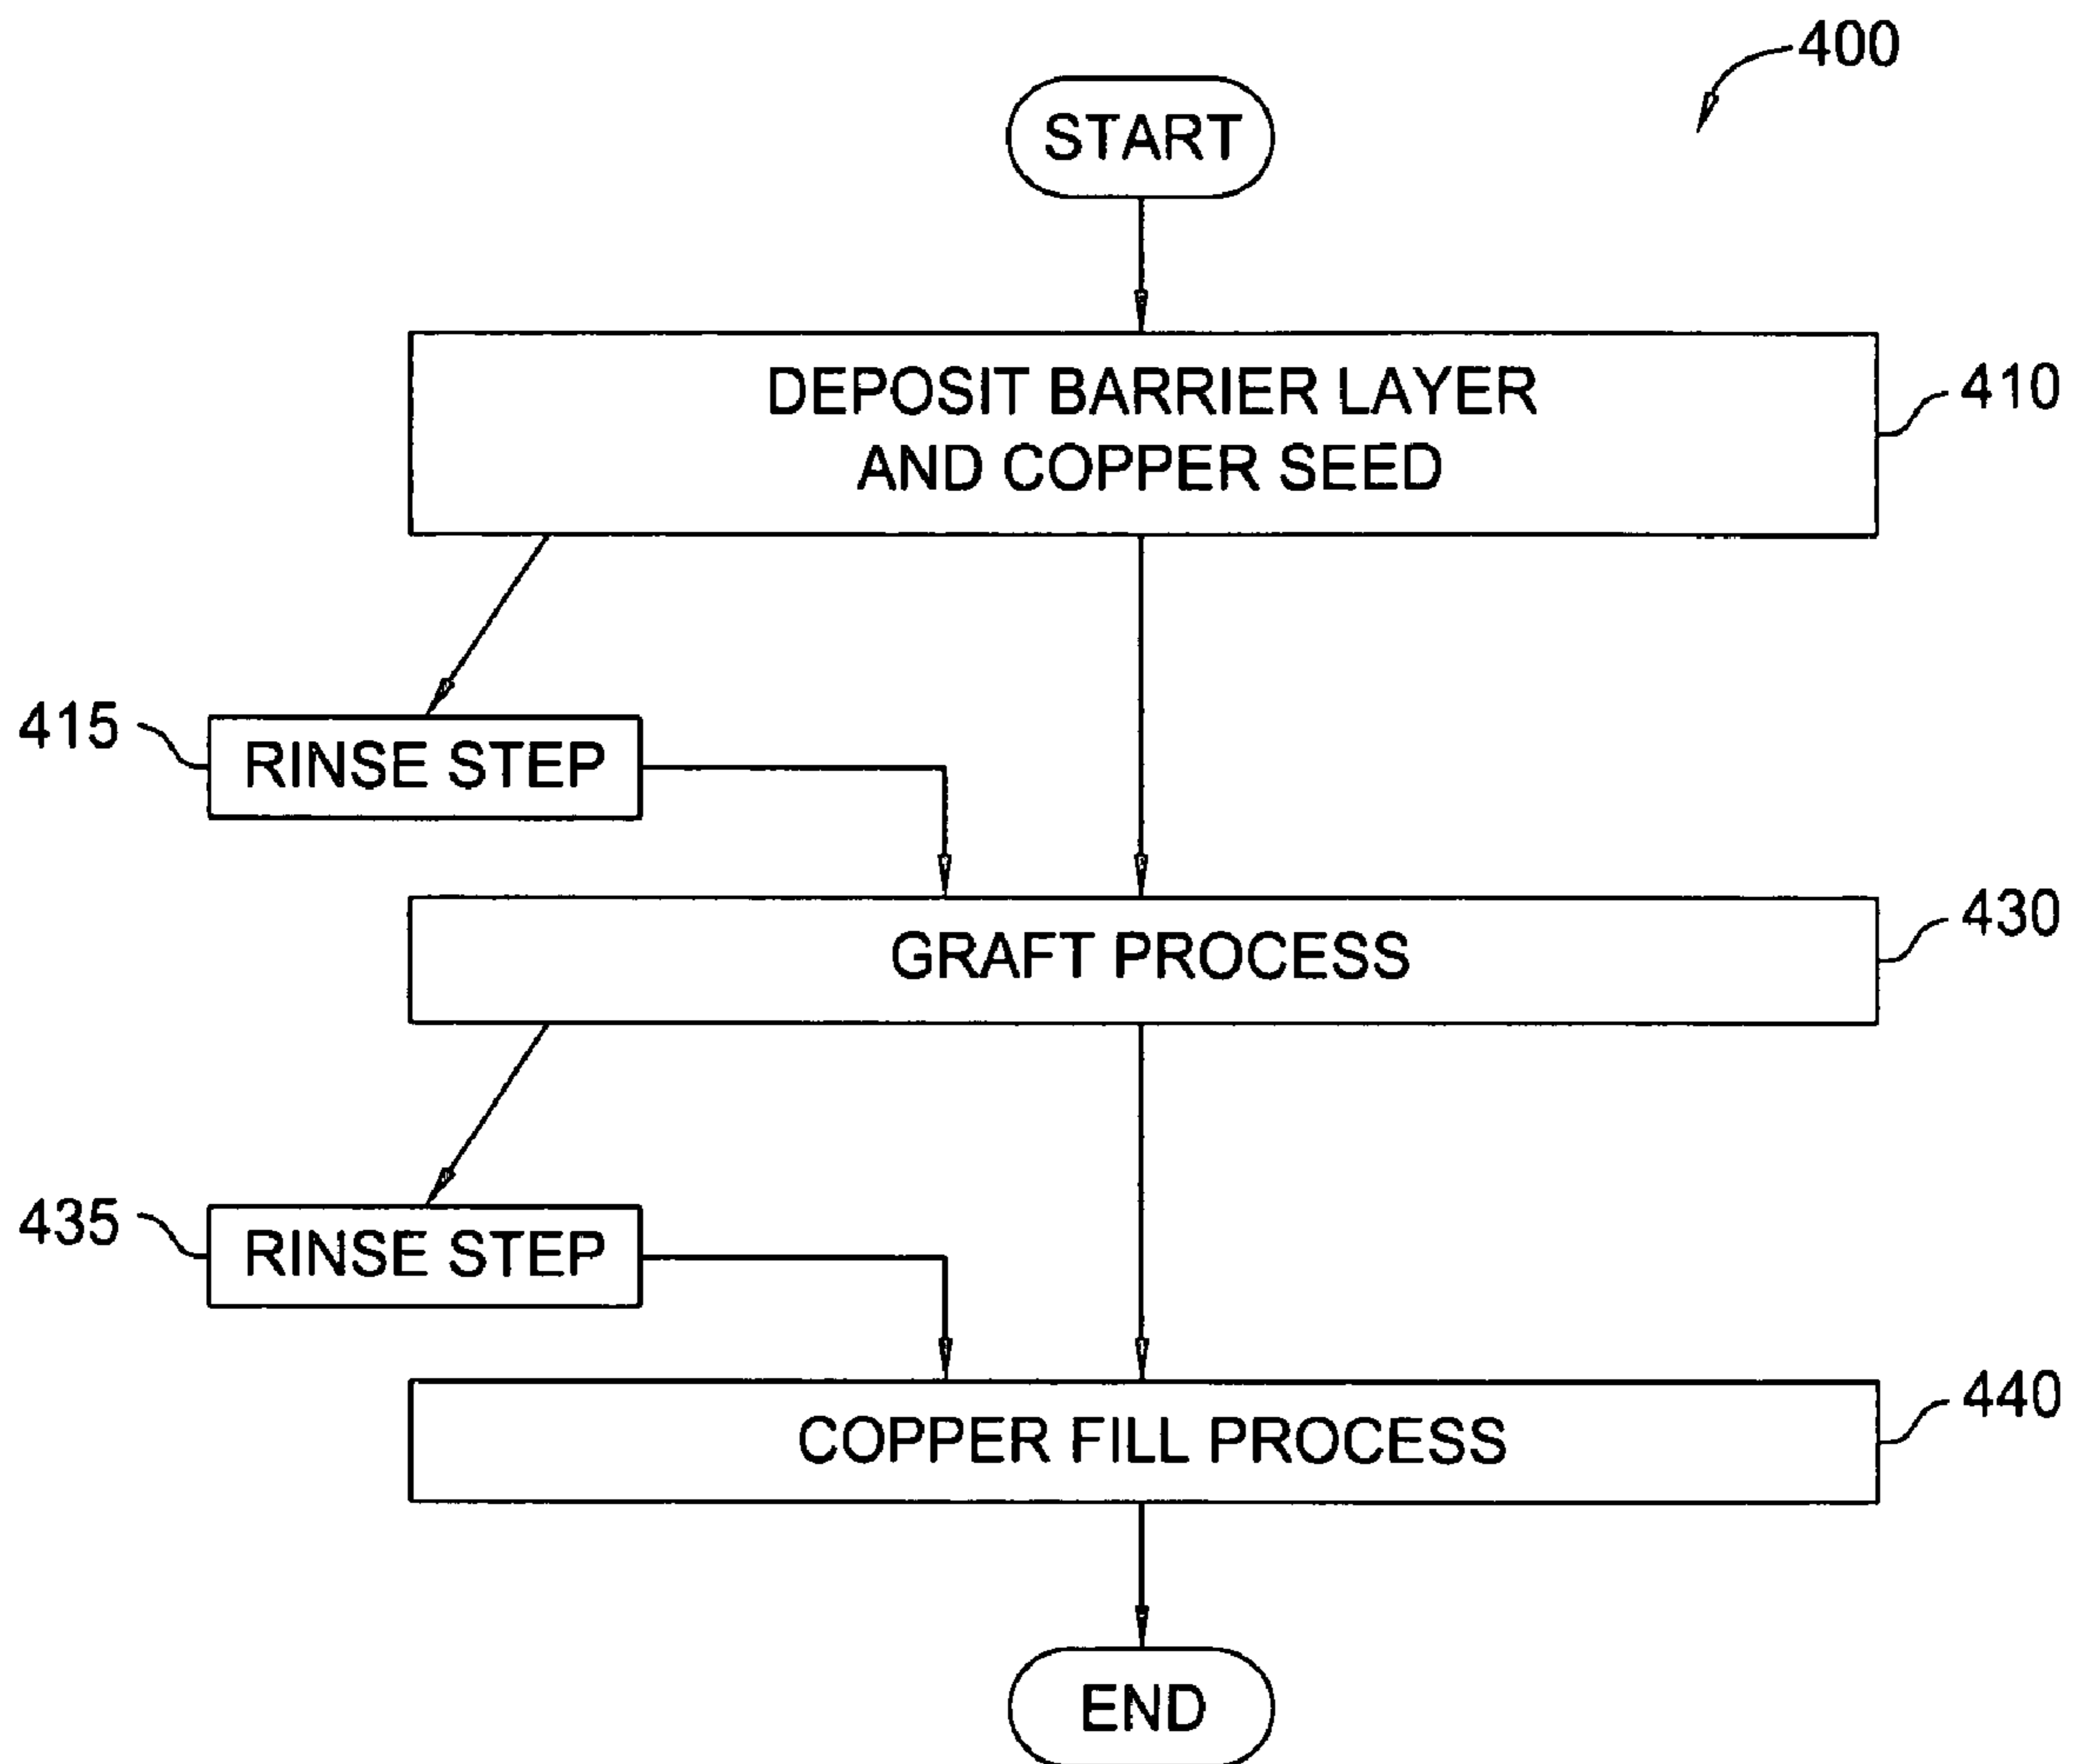 400
START
DEPOSIT BARRIER LAYER
AND COPPER SEED
410
415
RINSE STEP
GRAFT PROCESS
430
435
RINSE STEP
COPPER FILL PROCESS
440
END